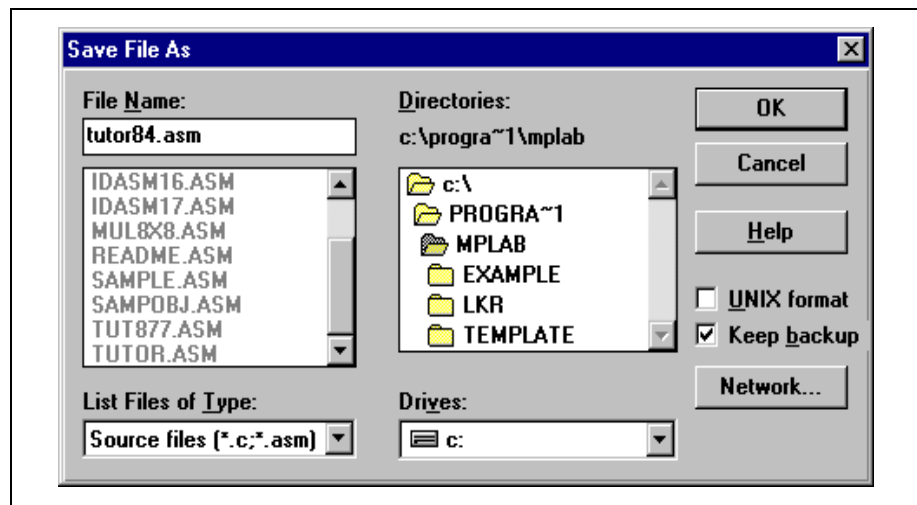 Save File As
File Name:
tutor84.asm
IDASM16.ASM
IDASM17.ASM
MUL8X8.ASM
README.ASM
SAMPLE.ASM
SAMPOBJ.ASM
TUT877.ASM
TUTOR.ASM
List Files of Type:
Source files (*.c;*.asm)
Directories:
c:\progra~1\mplab
c:\
PROGRA~1
MPLAB
EXAMPLE
LKR
TEMPLATE
Drives:
c:
OK
Cancel
Help
UNIX format
Keep backup
Network...